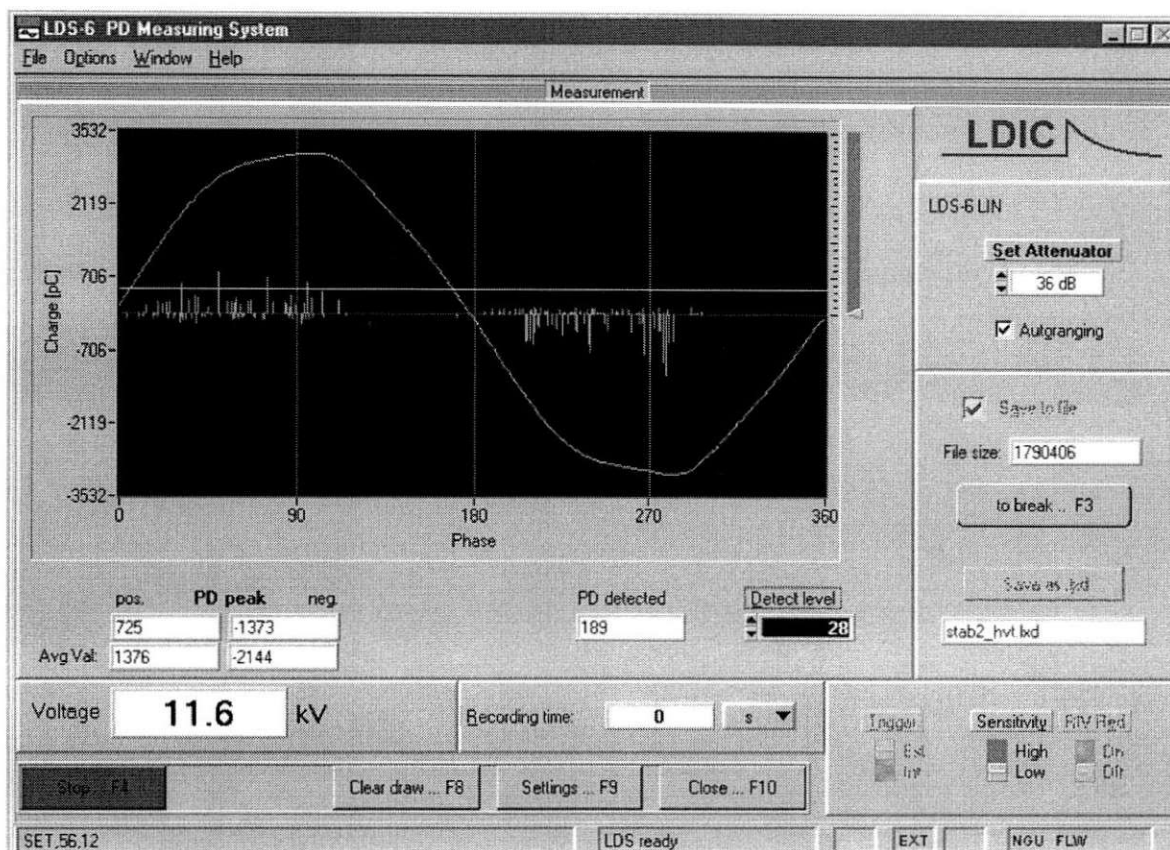 LDS-6 PD Measuring System
File Options Window Help
Measurement
LDIC
LDS-6 LIN
Set Attenuator
36 dB
Autgranging
Save to file
File size: 1790406
to break .. F3
Save as .lxd
stab2_hvt.lxd
Charge [pC]
3532
2119
706
-706
-2119
-3532
0 90 180 270 360
Phase
pos. PD peak neg.
725 -1373
Avg Val: 1376 -2144
PD detected
189
Detect level
28
Voltage 11.6 kV
Recording time: 0 s
Trigger
Ext
Int
Sensitivity
High
Low
Stop ... F4 Clear draw ... F8 Settings ... F9 Close ... F10
SET,56,12 LDS ready EXT NGU FLW